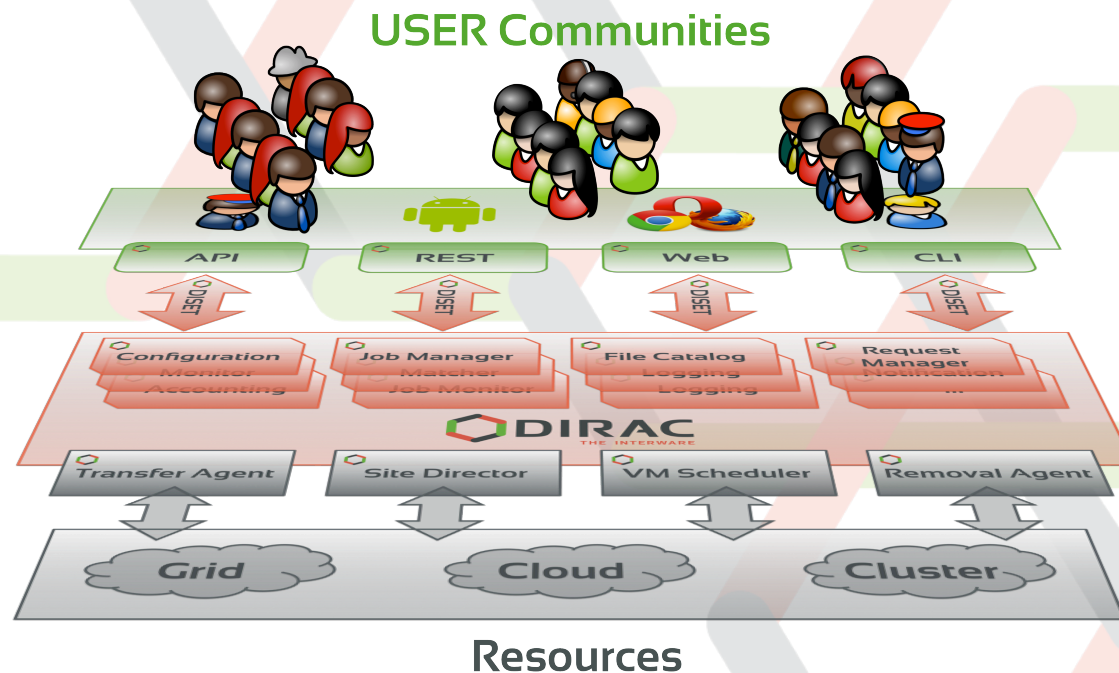 USER Communities
API
REST
Web
CLI
DISET
DISET
DISET
DISET
Configuration
Monitor
Accounting
Job Manager
Matcher
Job Monitor
File Catalog
Logging
Logging
Request
Manager
Notification
...
DIRAC
THE INTERWARE
Transfer Agent
Site Director
VM Scheduler
Removal Agent
Grid
Cloud
Cluster
Resources